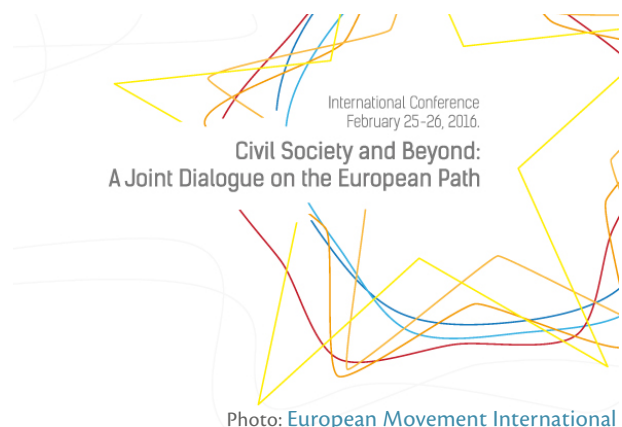 International Conference
February 25-26, 2016.
Civil Society and Beyond:
A Joint Dialogue on the European Path
Photo: European Movement International